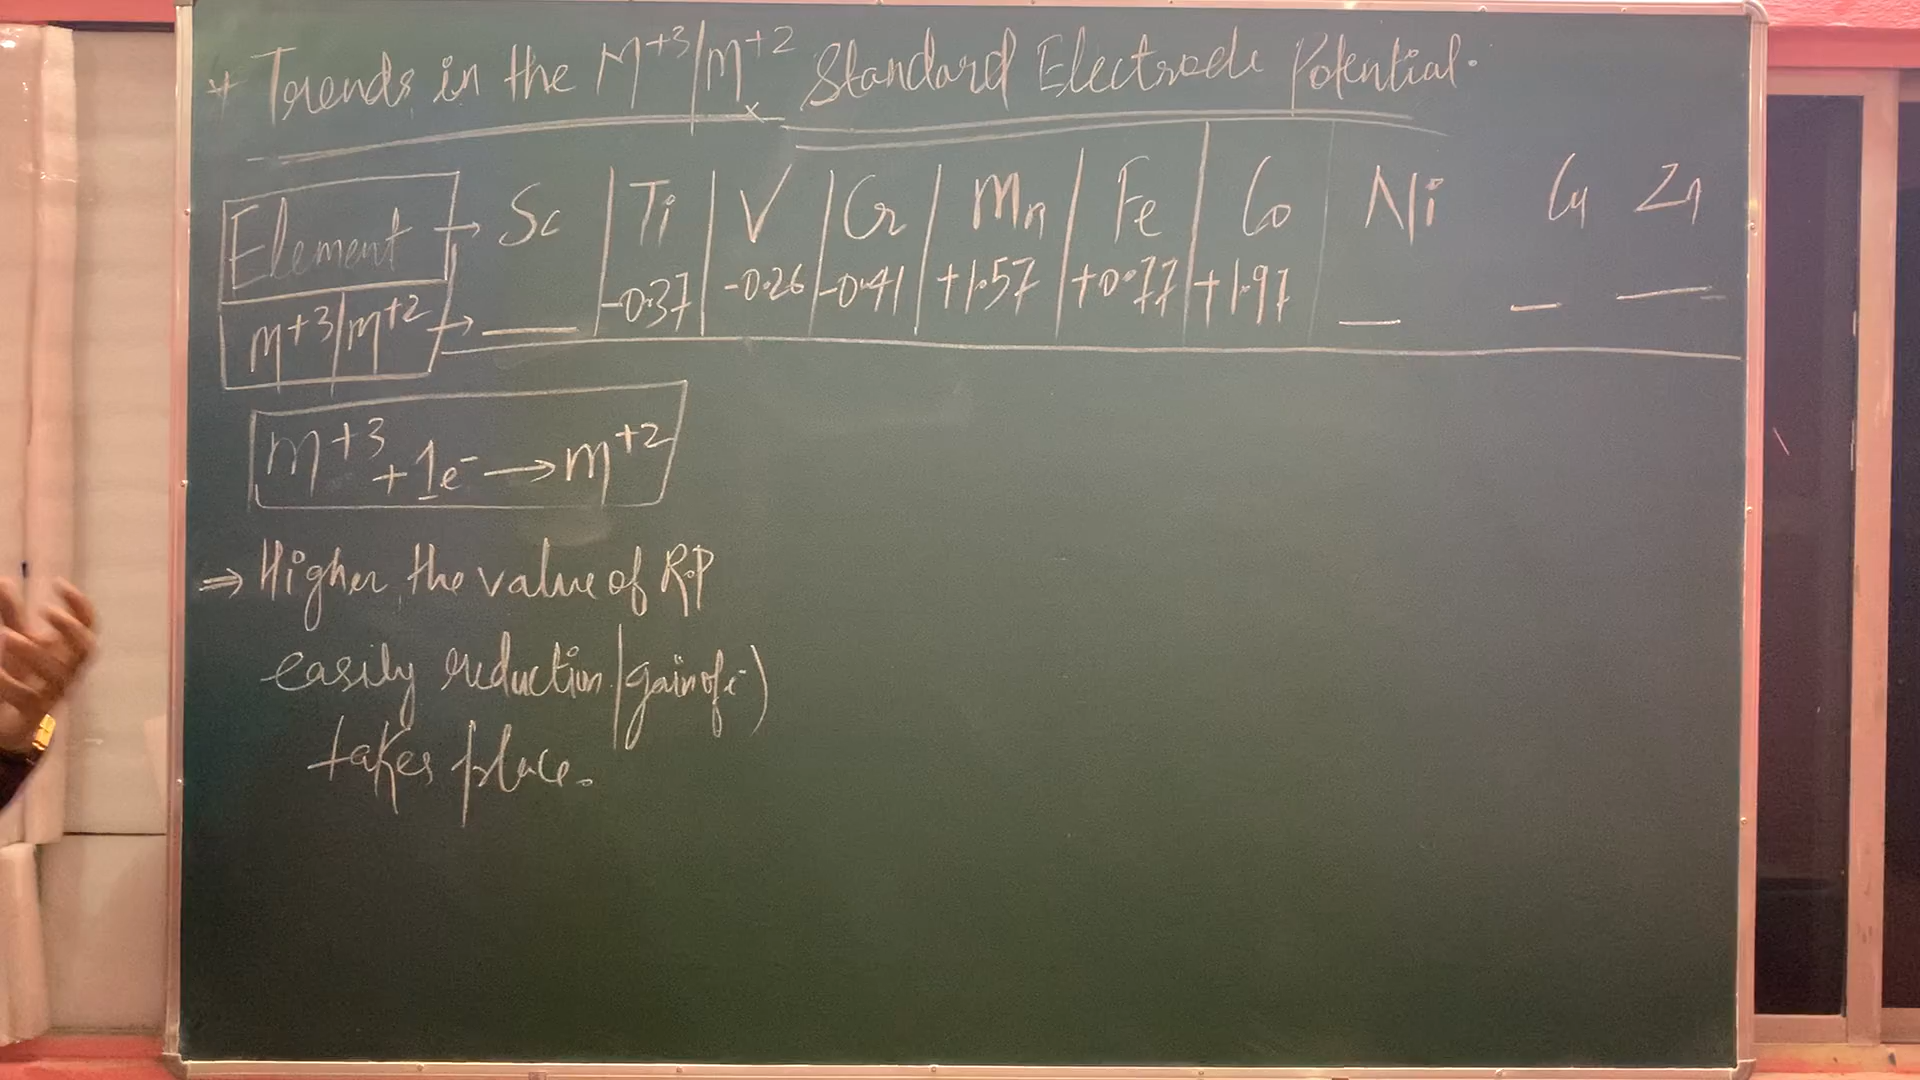 * Trends in the M+3/m+2 Standard Electrode Potential.
Element → Sc | Ti | V | Cr | Mn | Fe | Co Ni Cu Zn
m+3/m+2 → — | -0.37 | -0.26 | -0.41 | +1.57 | +0.77 | +1.97 — — —
m+3 + 1e- → m+2
⇒ Higher the value of R.P
easily reduction/gain of e-)
takes place.